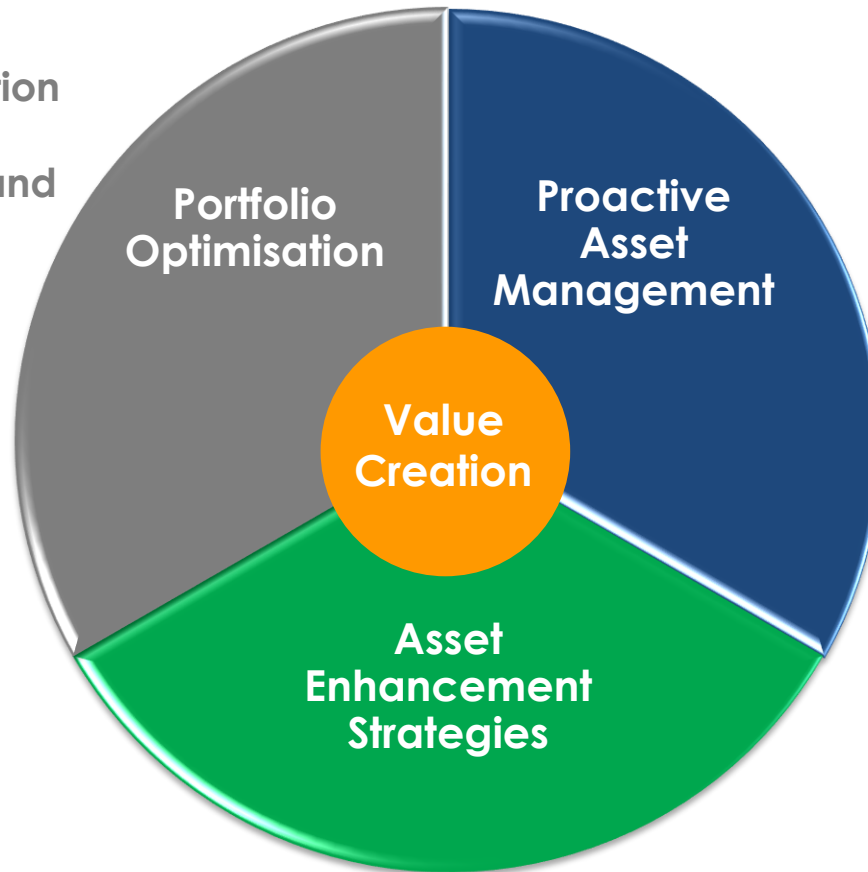 Portfolio
Optimisation
Proactive
Asset
Management
Value
Creation
Asset
Enhancement
Strategies